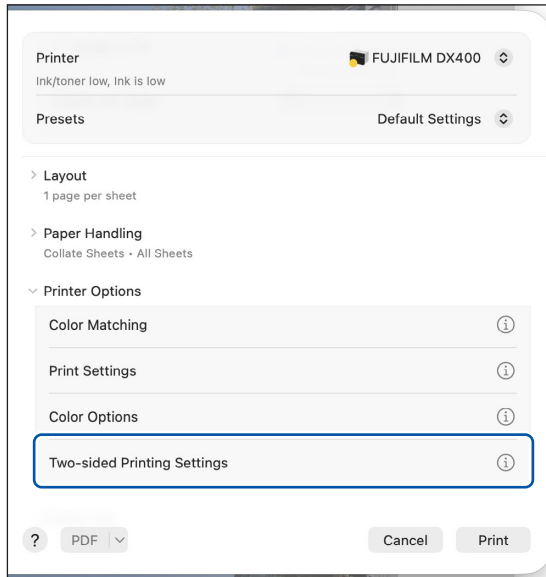 Printer FUJIFILM DX400
Ink/toner low, Ink is low
Presets Default Settings
Layout
1 page per sheet
Paper Handling
Collate Sheets • All Sheets
Printer Options
Color Matching
Print Settings
Color Options
Two-sided Printing Settings
? PDF Cancel Print